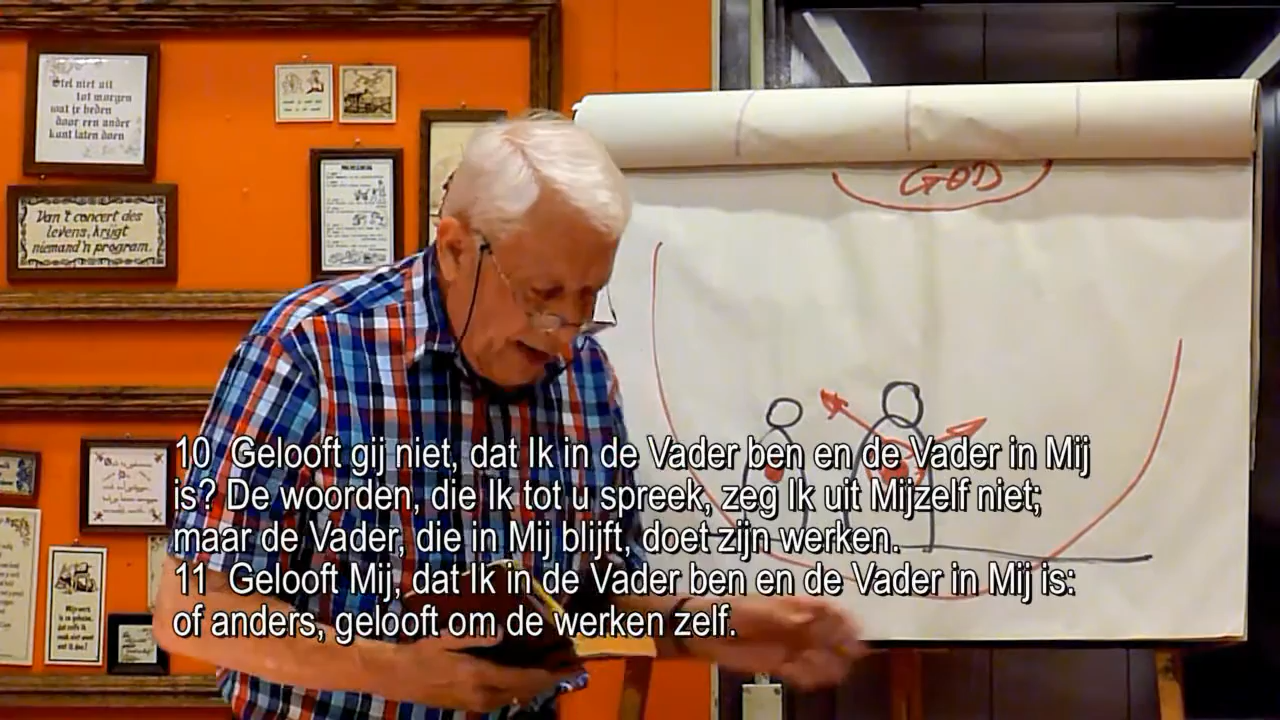 Stel niet uit
tot morgen
wat je heden
door een ander
kunt laten doen
Van 't concert des
levens, krijgt
niemand 'n program.
GOD
10 Gelooft gij niet, dat Ik in de Vader ben en de Vader in Mij
is? De woorden, die Ik tot u spreek, zeg Ik uit Mijzelf niet;
maar de Vader, die in Mij blijft, doet zijn werken.
11 Gelooft Mij, dat Ik in de Vader ben en de Vader in Mij is:
of anders, gelooft om de werken zelf.